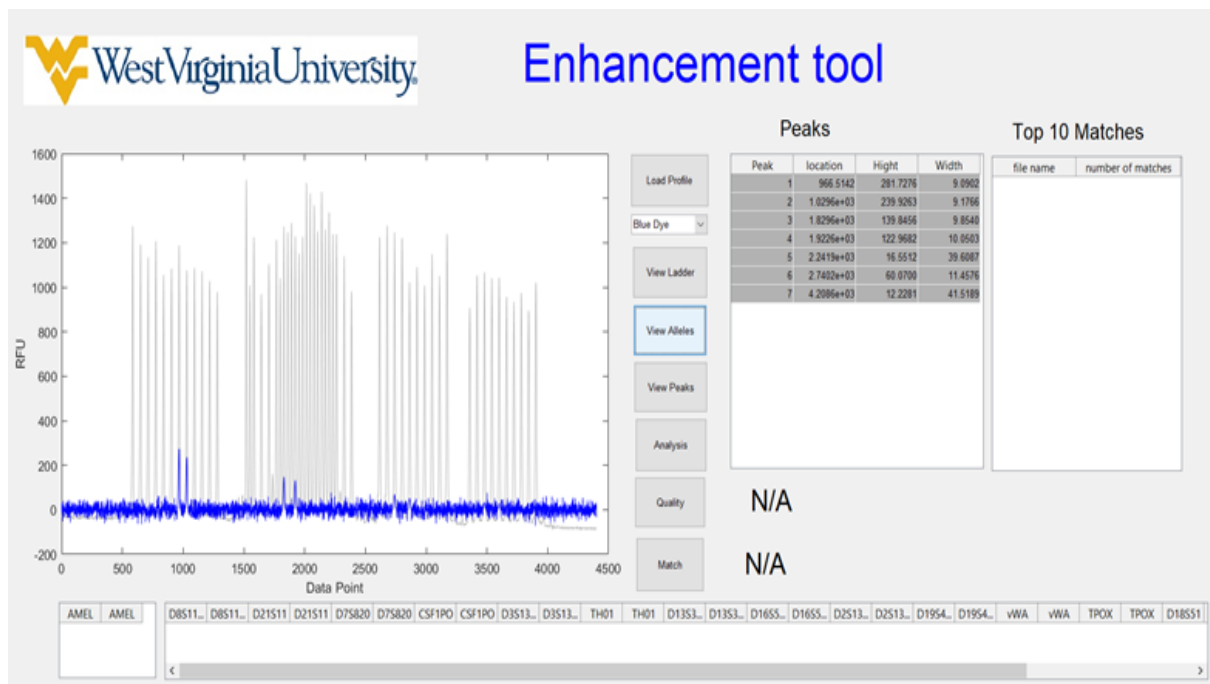 WestVirginiaUniversity.
Enhancement tool
Peaks
Top 10 Matches
1600
1400
1200
1000
800
600
400
200
0
-200
RFU
0 500 1000 1500 2000 2500 3000 3500 4000 4500
Data Point
Load Profile
Blue Dye
View Ladder
View Alleles
View Peaks
Analysis
Quality
Match
Peak location Hight Width
1 966.5142 281.7276 9.0902
2 1.0296e+03 239.9263 9.1766
3 1.8296e+03 139.8456 9.8540
4 1.9226e+03 122.9682 10.0503
5 2.2419e+03 16.5512 39.6087
6 2.7402e+03 60.0700 11.4576
7 4.2086e+03 12.2281 41.5189
file name number of matches
N/A
N/A
AMEL AMEL
D8S11... D8S11... D21S11 D21S11 D7S820 D7S820 CSF1PO CSF1PO D3S13... D3S13... TH01 TH01 D13S3... D13S3... D16S5... D16S5... D2S13... D2S13... D19S4... D19S4... vWA vWA TPOX TPOX D18S51